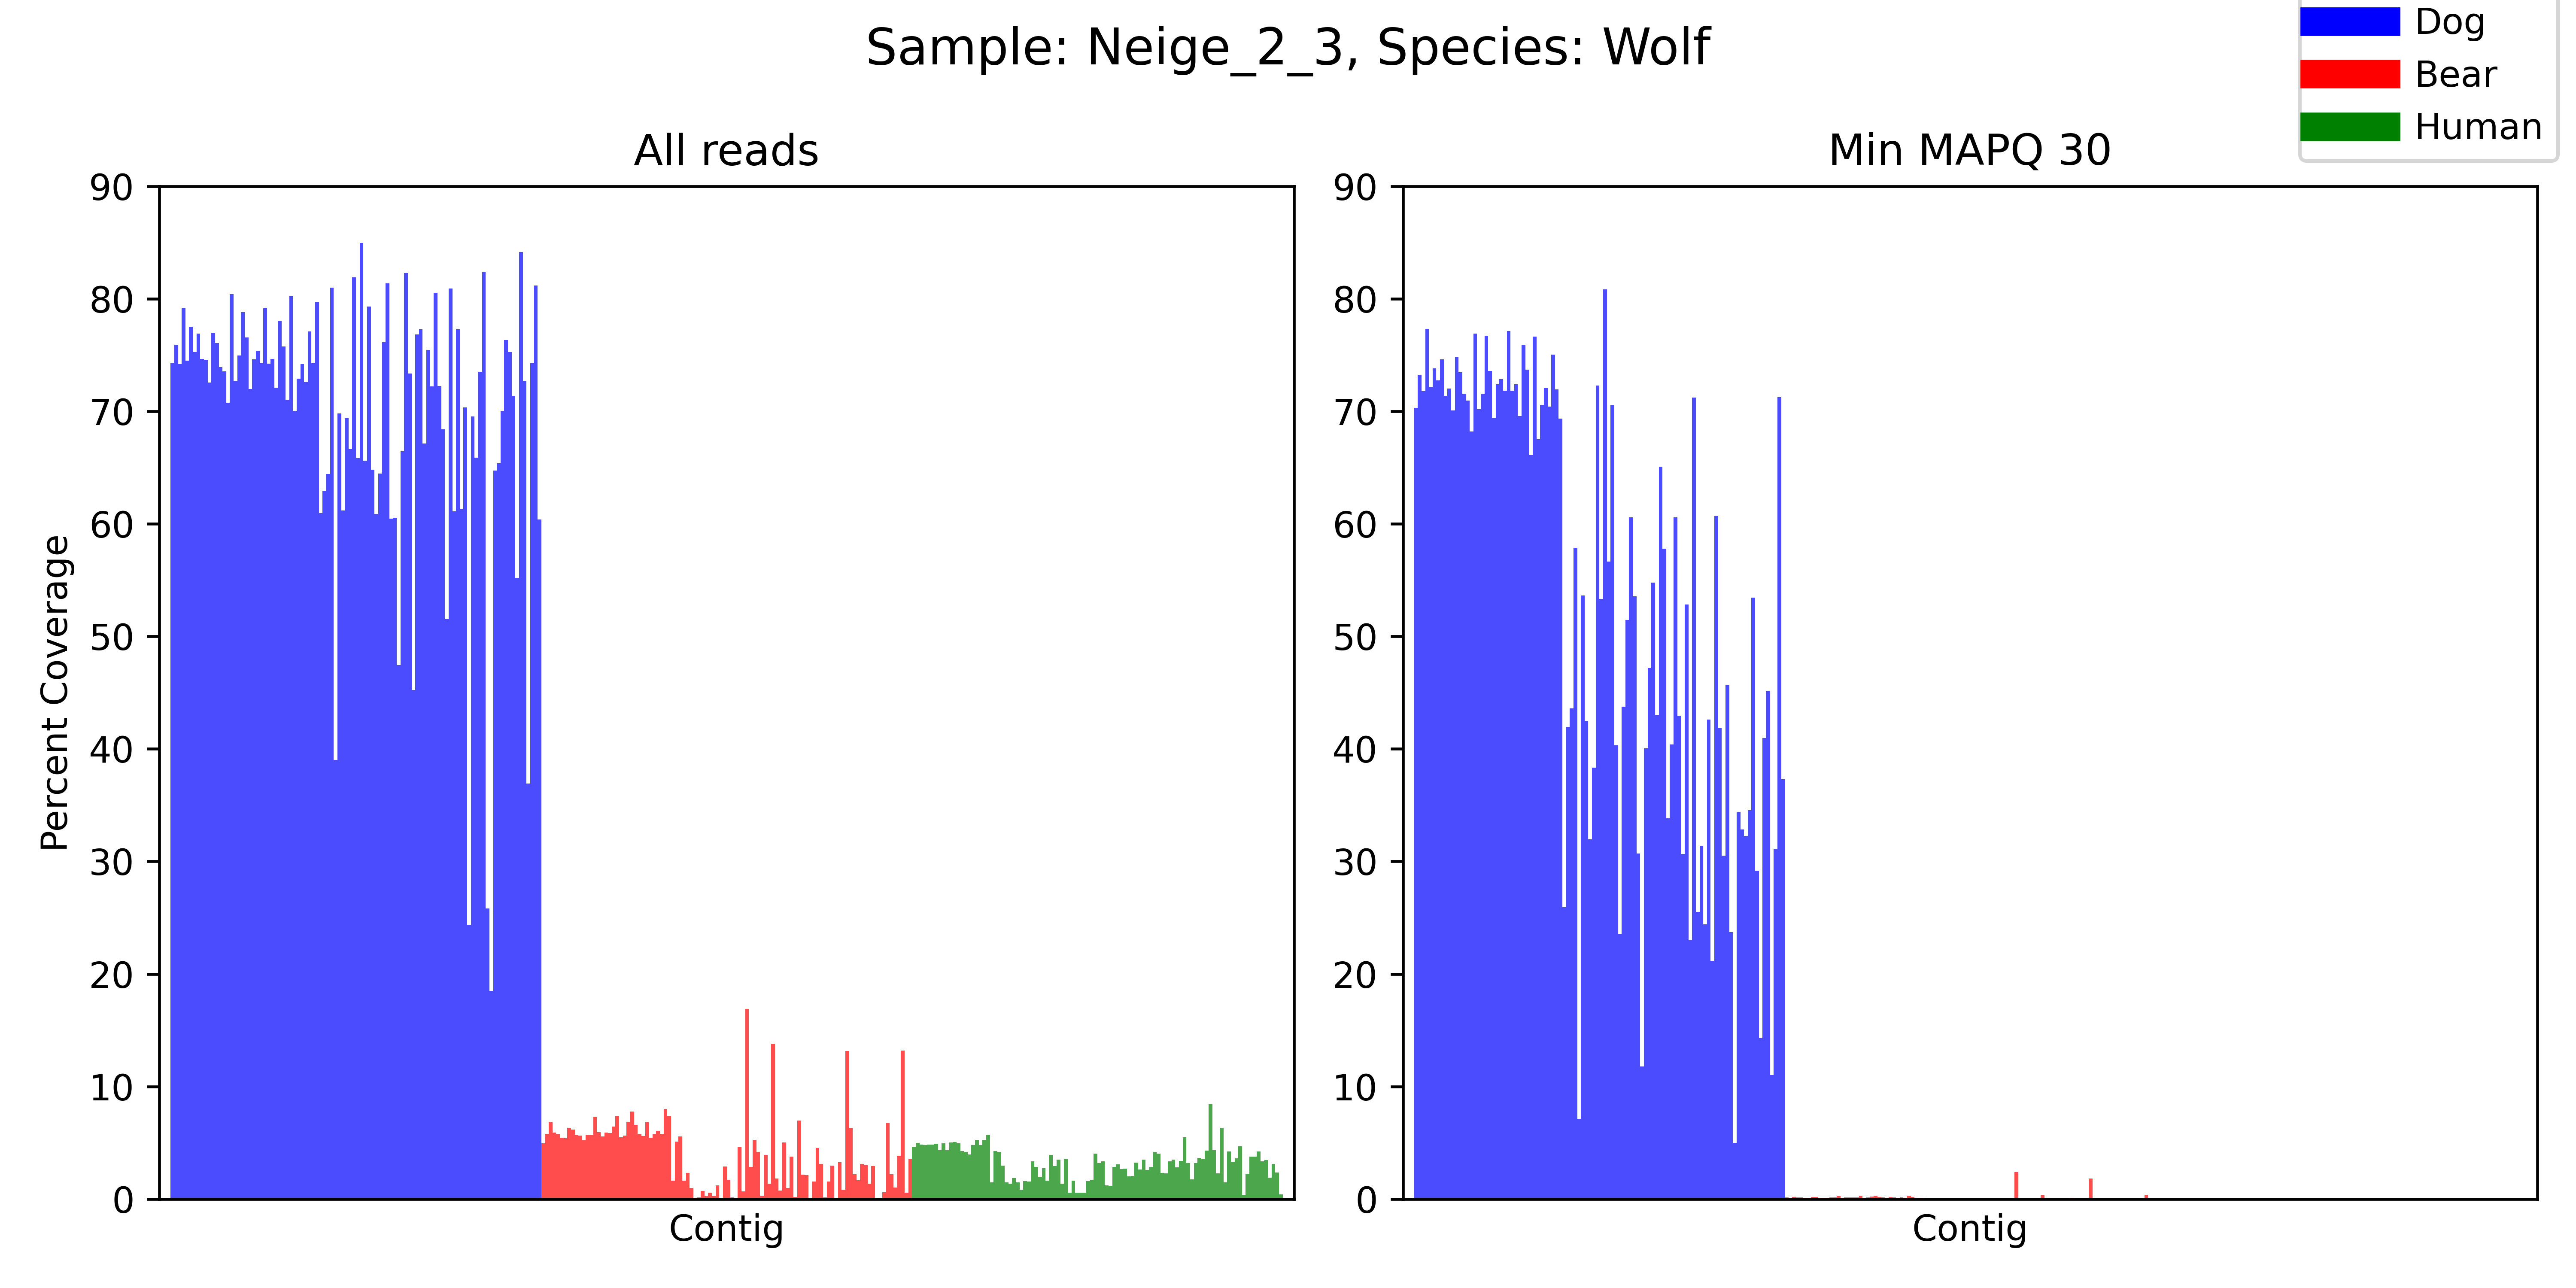 Sample: Neige_2_3, Species: Wolf
Dog
Bear
Human
All reads
Min MAPQ 30
Percent Coverage
90
80
70
60
50
40
30
20
10
0
Contig
90
80
70
60
50
40
30
20
10
0
Contig